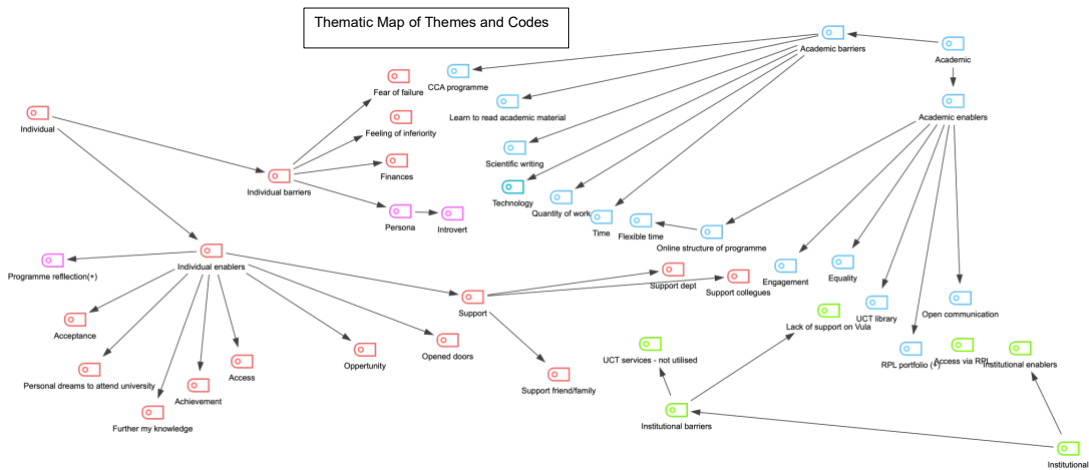 Thematic Map of Themes and Codes
Academic barriers
Academic
CCA programme
Fear of failure
Learn to read academic material
Academic enablers
Individual
Feeling of inferiority
Scientific writing
Finances
Individual barriers
Technology
Quantity of work
Persona
Introvert
Time
Flexible time
Online structure of programme
Programme refflection(+)
Individual enablers
Engagement
Equality
Support dept
Support collegues
Support
UCT library
Open communication
Acceptance
Lack of support on Vula
Opened doors
UCT services - not utilised
RPL portfolio (+)
Access via RPL
Institutional enablers
Opportunity
Access
Personal dreams to attend university
Achievement
Support friend/family
Further my knowledge
Institutional barriers
Institutional